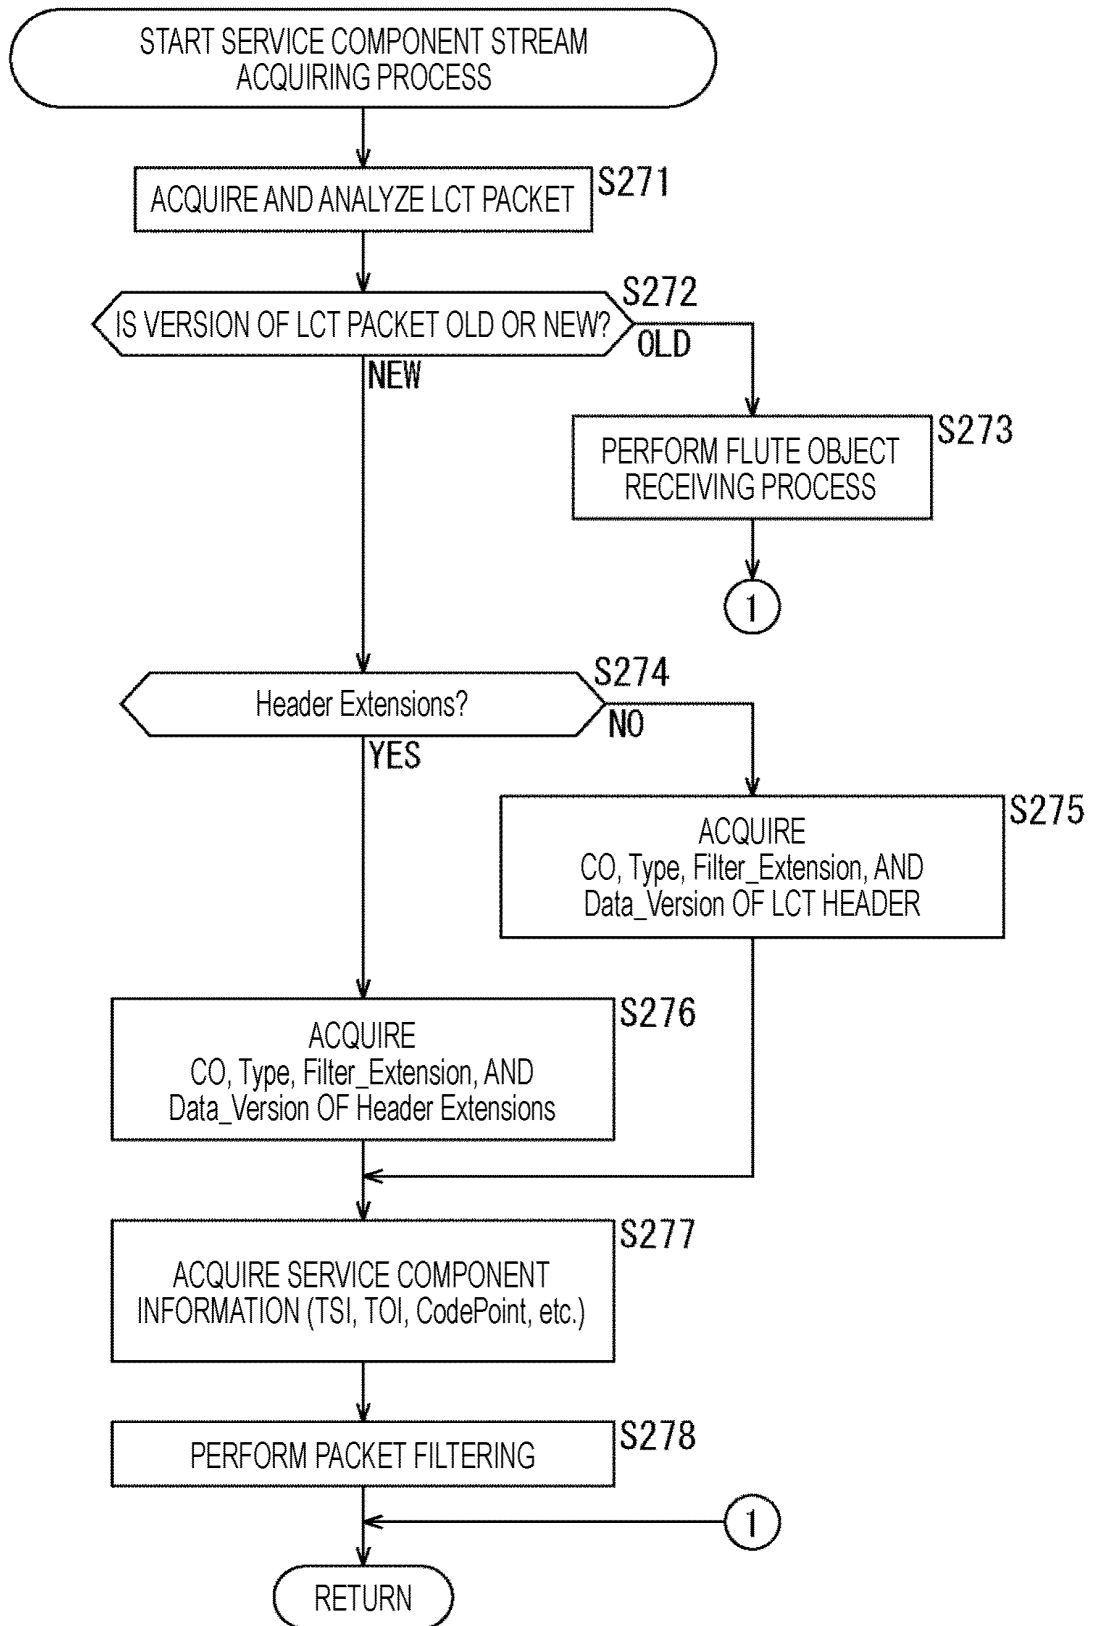 START SERVICE COMPONENT STREAM
ACQUIRING PROCESS
S271
ACQUIRE AND ANALYZE LCT PACKET
S272
IS VERSION OF LCT PACKET OLD OR NEW?
OLD
NEW
S273
PERFORM FLUTE OBJECT
RECEIVING PROCESS
1
S274
Header Extensions?
NO
YES
S275
ACQUIRE
CO, Type, Filter_Extension, AND
Data_Version OF LCT HEADER
S276
ACQUIRE
CO, Type, Filter_Extension, AND
Data_Version OF Header Extensions
S277
ACQUIRE SERVICE COMPONENT
INFORMATION (TSI, TOI, CodePoint, etc.)
S278
PERFORM PACKET FILTERING
1
RETURN